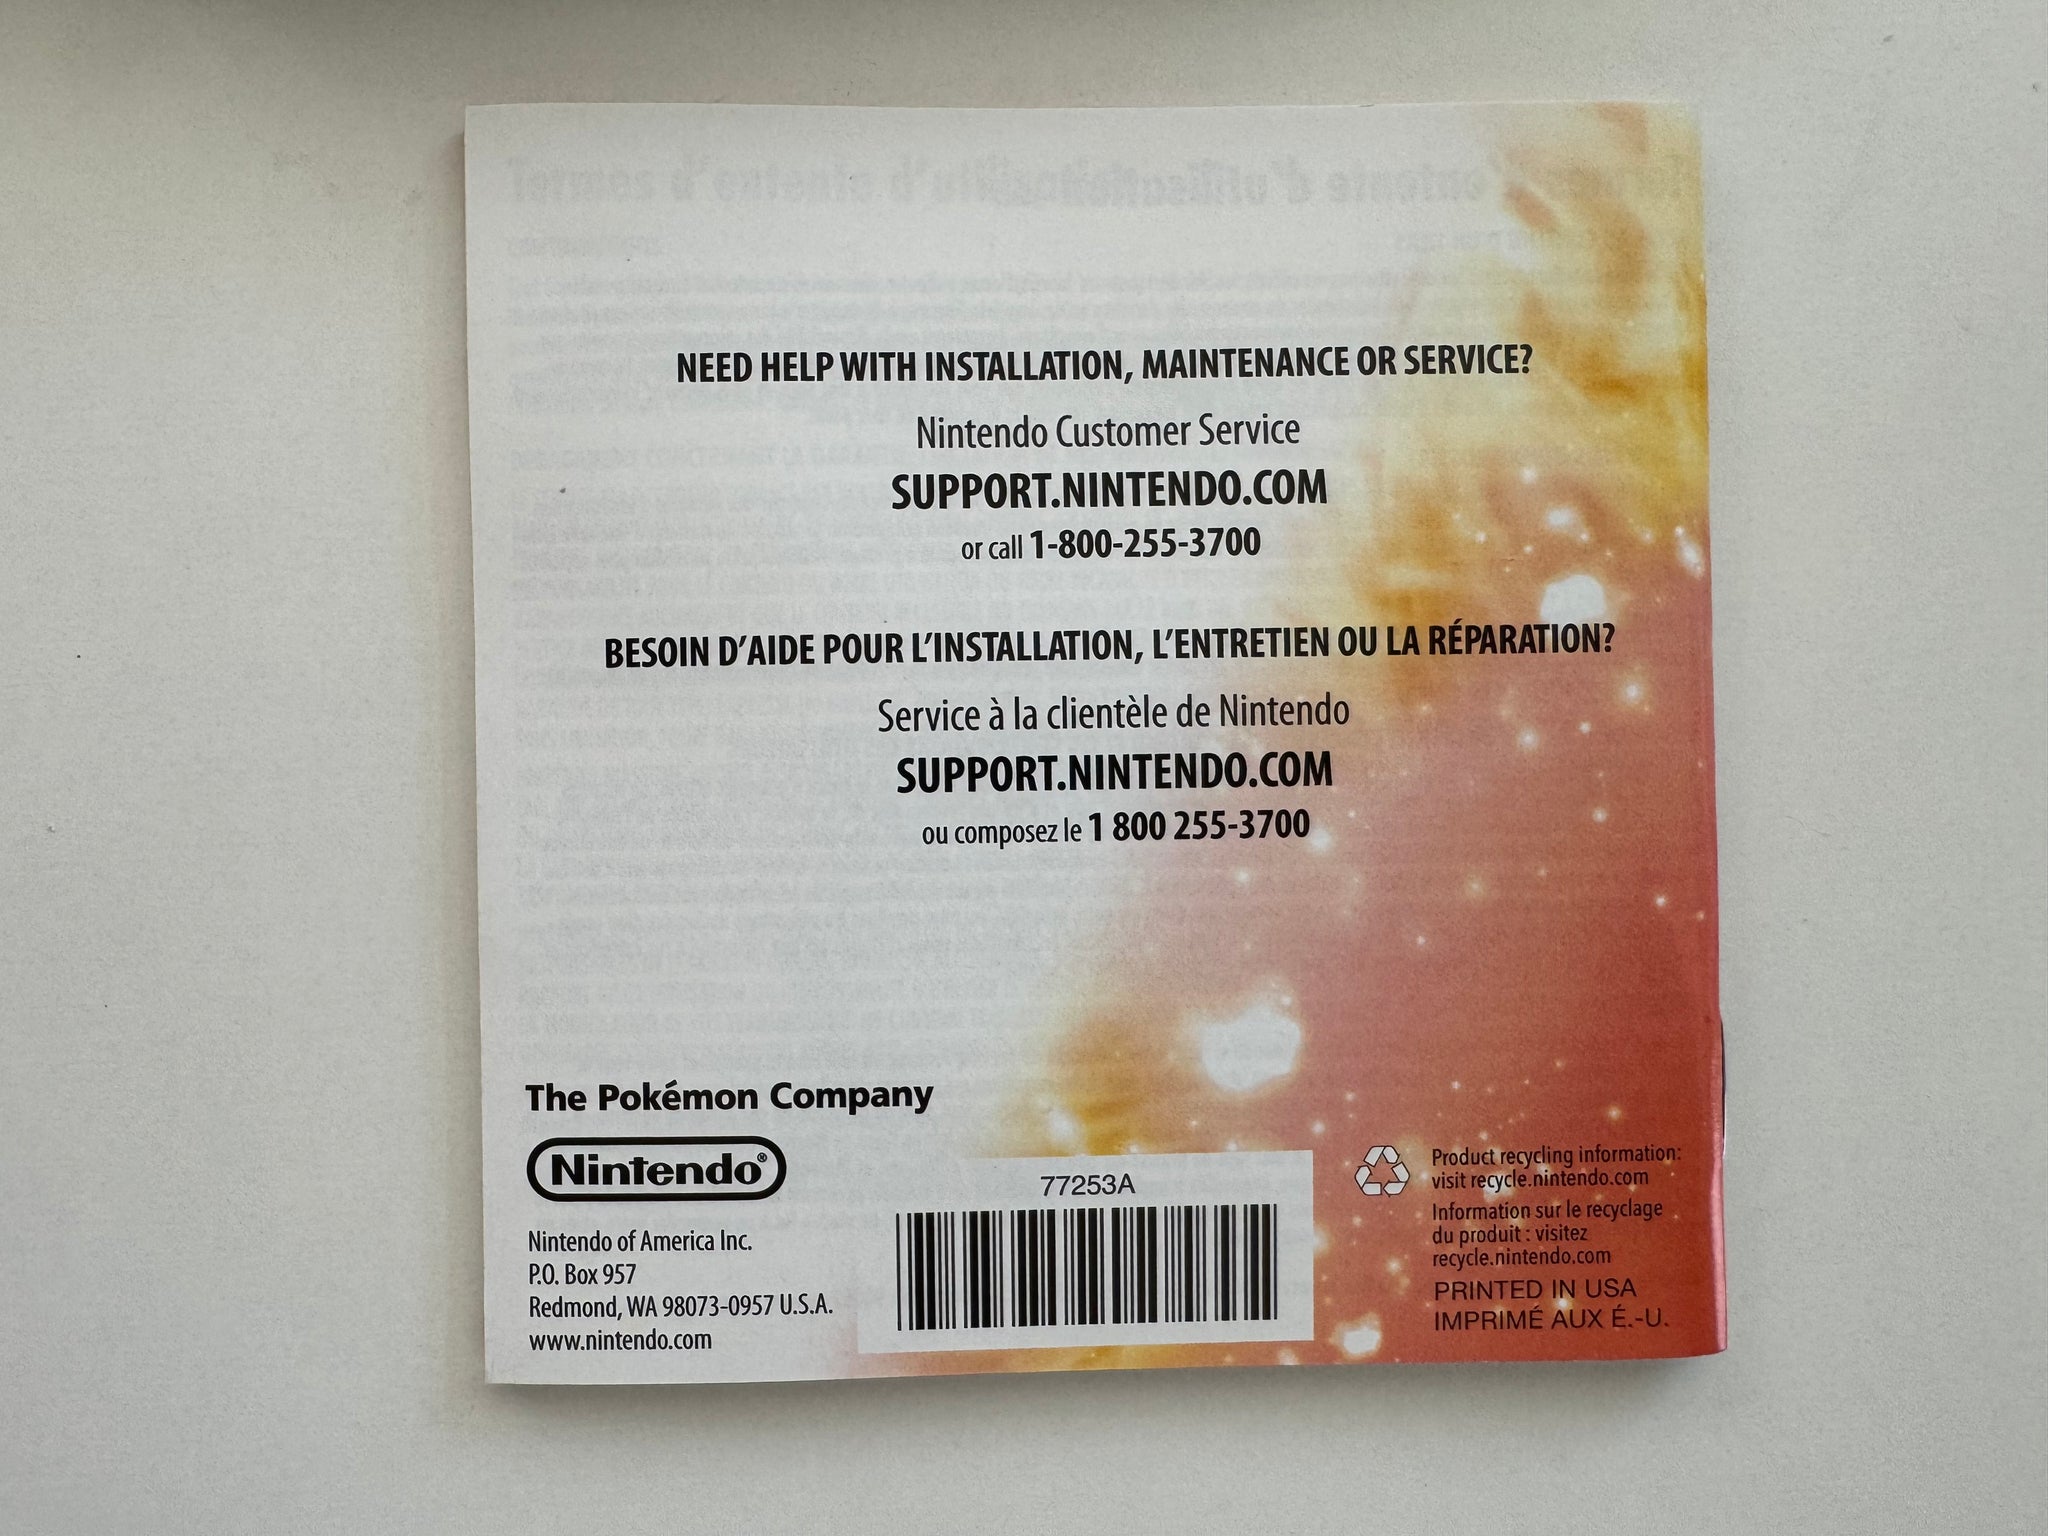 NEED HELP WITH INSTALLATION, MAINTENANCE OR SERVICE?
Nintendo Customer Service
SUPPORT.NINTENDO.COM
or call 1-800-255-3700
BESOIN D'AIDE POUR L'INSTALLATION, L'ENTRETIEN OU LA RÉPARATION?
Service à la clientèle de Nintendo
SUPPORT.NINTENDO.COM
ou composez le 1 800 255-3700
The Pokémon Company
Nintendo®
Nintendo of America Inc.
P.O. Box 957
Redmond, WA 98073-0957 U.S.A.
www.nintendo.com
77253A
Product recycling information:
visit recycle.nintendo.com
Information sur le recyclage
du produit : visitez
recycle.nintendo.com
PRINTED IN USA
IMPRIMÉ AUX É.-U.